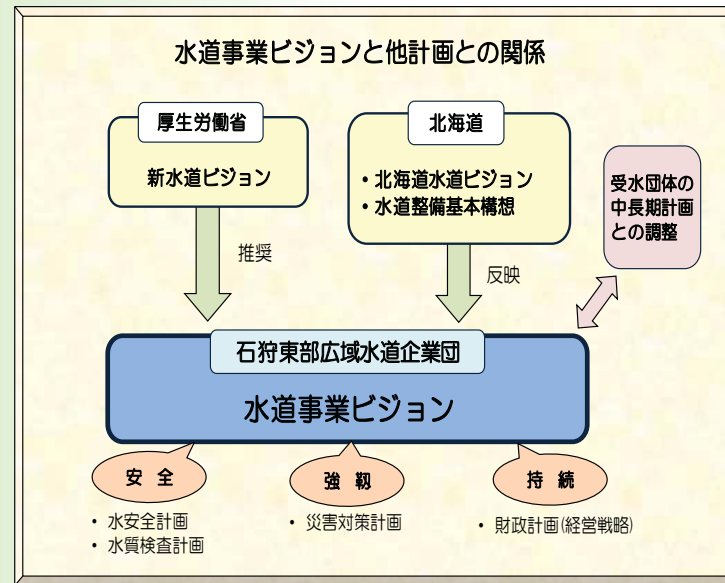 水道事業ビジョンと他計画との関係
厚生労働省
新水道ビジョン
北海道
・北海道水道ビジョン
・水道整備基本構想
受水団体の
中長期計画
との調整
推奨
反映
石狩東部広域水道企業団
水道事業ビジョン
安 全
・水安全計画
・水質検査計画
強 靱
・災害対策計画
持 続
・財政計画(経営戦略)